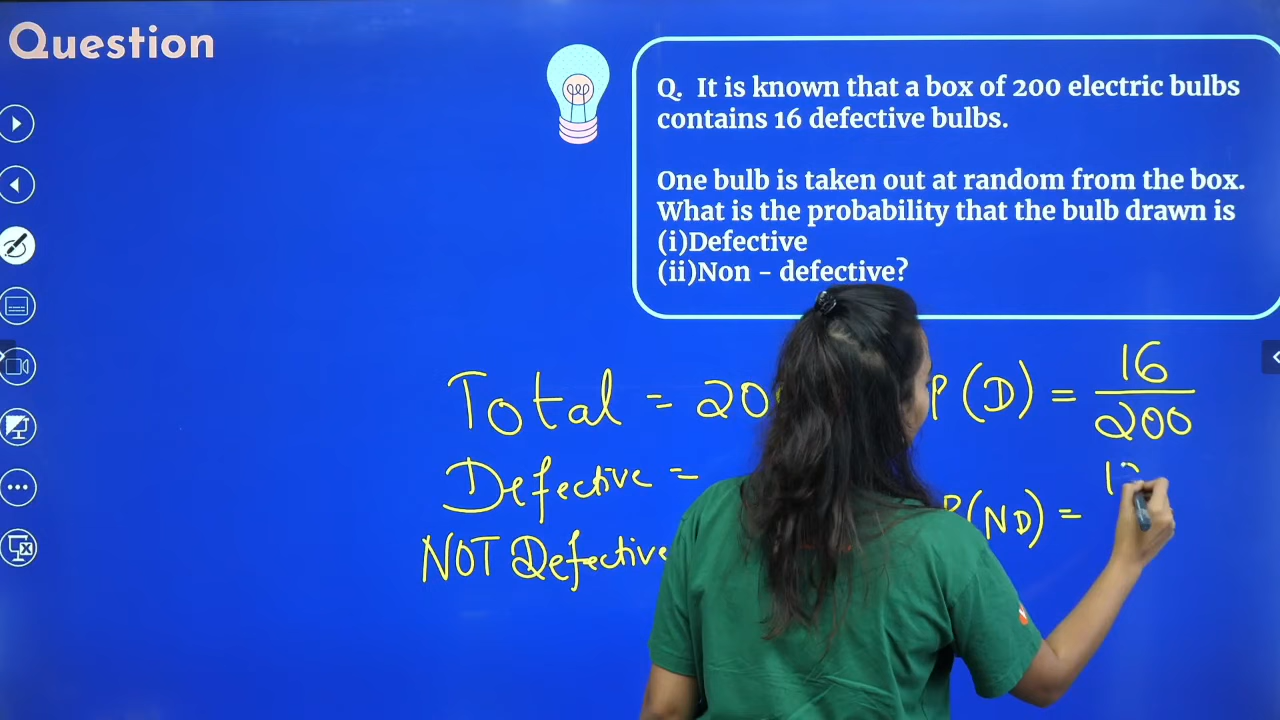 Question
Q. It is known that a box of 200 electric bulbs
contains 16 defective bulbs.
One bulb is taken out at random from the box.
What is the probability that the bulb drawn is
(i)Defective
(ii)Non - defective?
Total = 20
P(D) = 16/200
Defective =
P(ND) =
NOT Defective